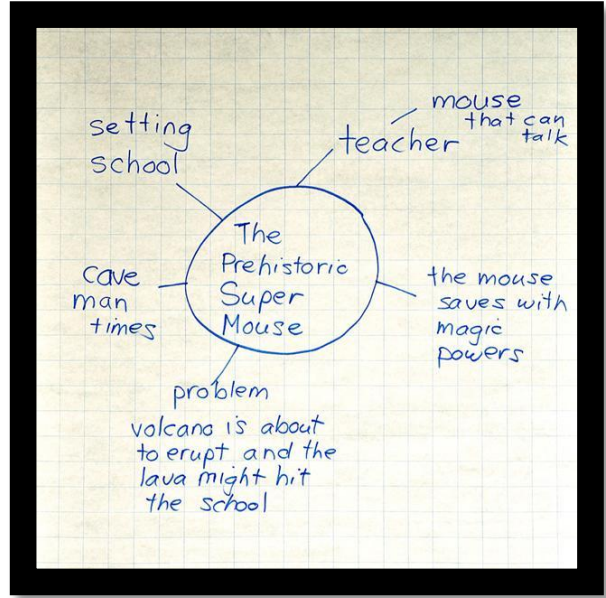 The
Prehistoric
Super
Mouse
setting
school
teacher
mouse
that can
talk
the mouse
saves with
magic
powers
problem
volcano is about
to erupt and the
lava might hit
the school
cave
man
times